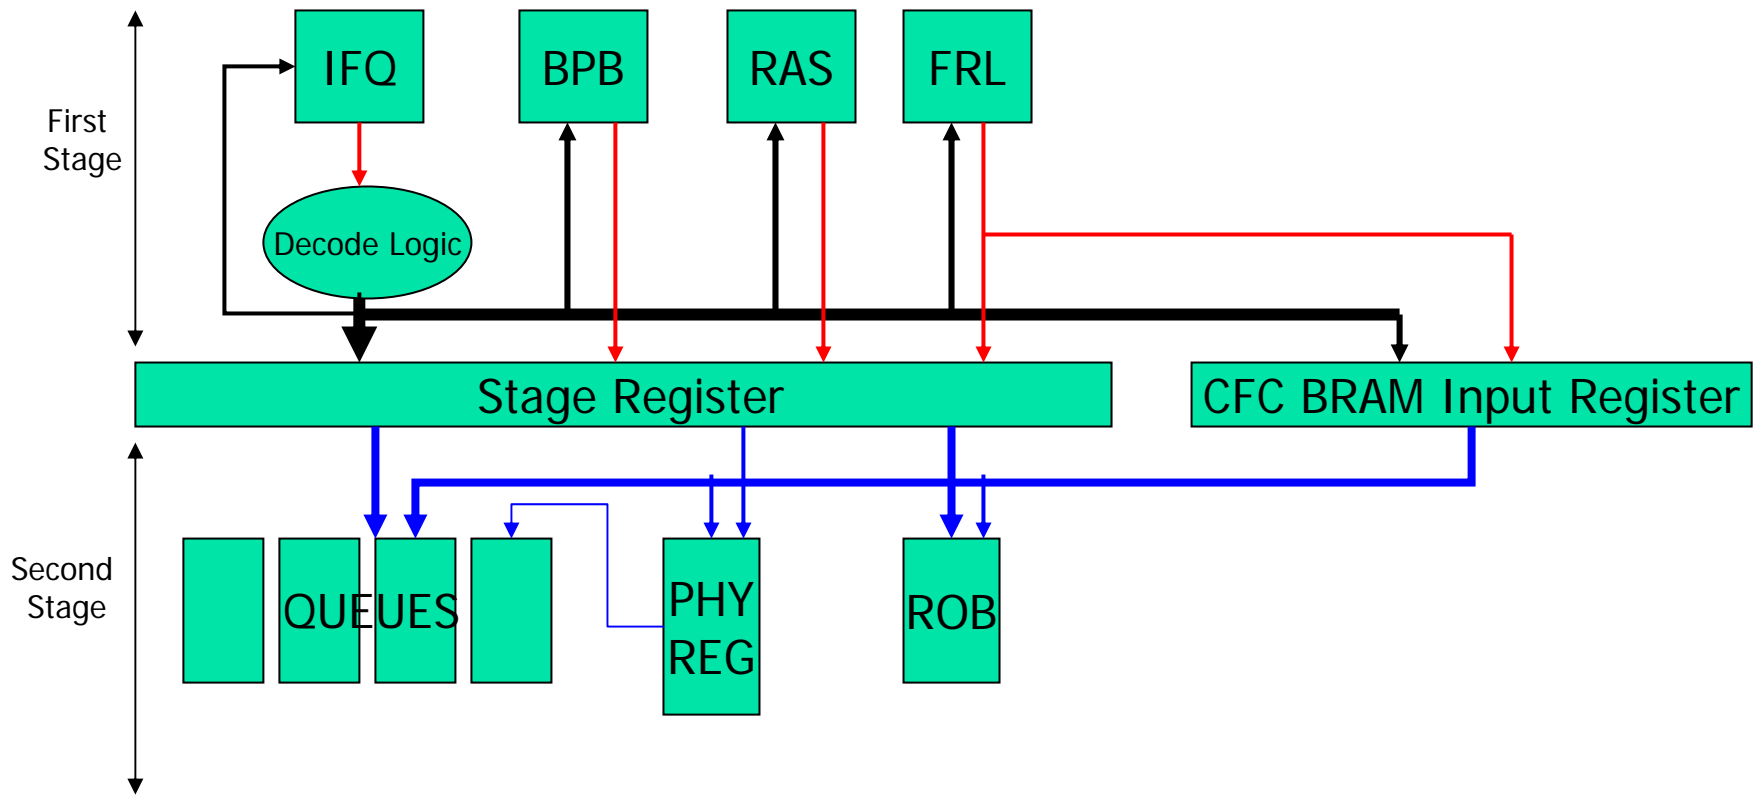 IFQ
BPB
RAS
FRL
First
Stage
Decode Logic
Stage Register
CFC BRAM Input Register
Second
Stage
QUEUES
PHY
REG
ROB